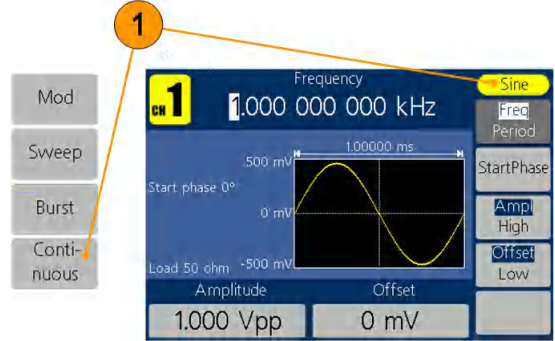 1
Mod
Sweep
Burst
Conti-
nuous
CH 1
Frequency
1.000 000 000 kHz
1.00000 ms
500 mV
Start phase 0°
0 mV
Load 50 ohm
-500 mV
Amplitude
1.000 Vpp
Offset
0 mV
Sine
Freq
Period
StartPhase
Ampl
High
Offset
Low